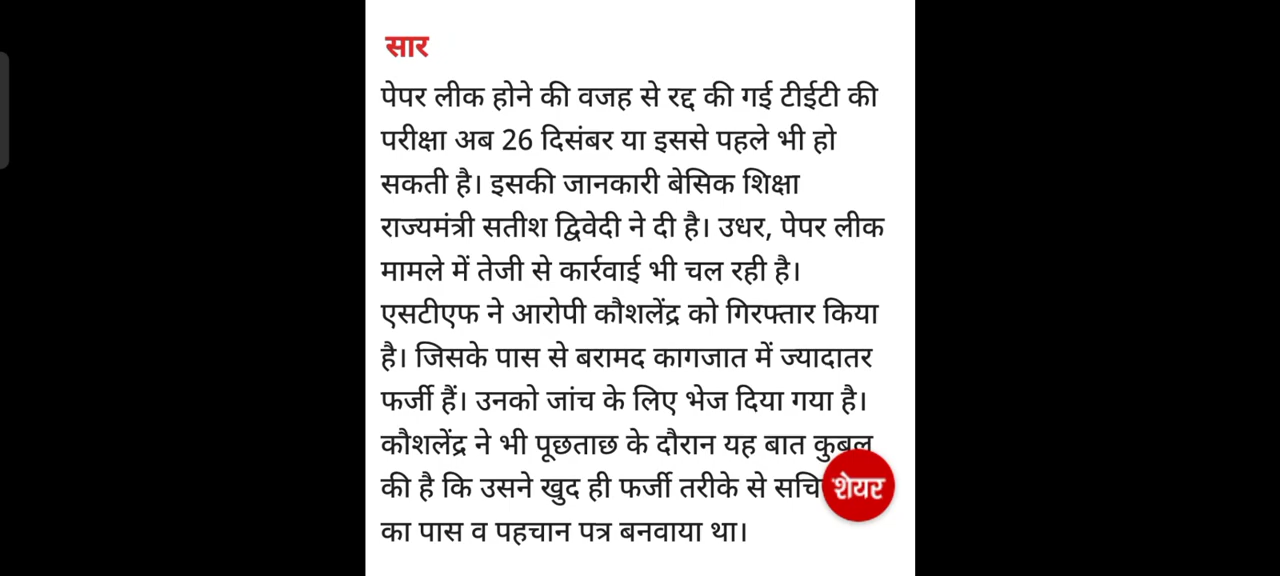 सार
पेपर लीक होने की वजह से रद्द की गई टीईटी की
परीक्षा अब 26 दिसंबर या इससे पहले भी हो
सकती है। इसकी जानकारी बेसिक शिक्षा
राज्यमंत्री सतीश द्विवेदी ने दी है। उधर, पेपर लीक
मामले में तेजी से कार्रवाई भी चल रही है।
एसटीएफ ने आरोपी कौशलेंद्र को गिरफ्तार किया
है। जिसके पास से बरामद कागजात में ज्यादातर
फर्जी हैं। उनको जांच के लिए भेज दिया गया है।
कौशलेंद्र ने भी पूछताछ के दौरान यह बात कुबूल
की है कि उसने खुद ही फर्जी तरीके से
का पास व पहचान पत्र बनवाया था।
शेयर